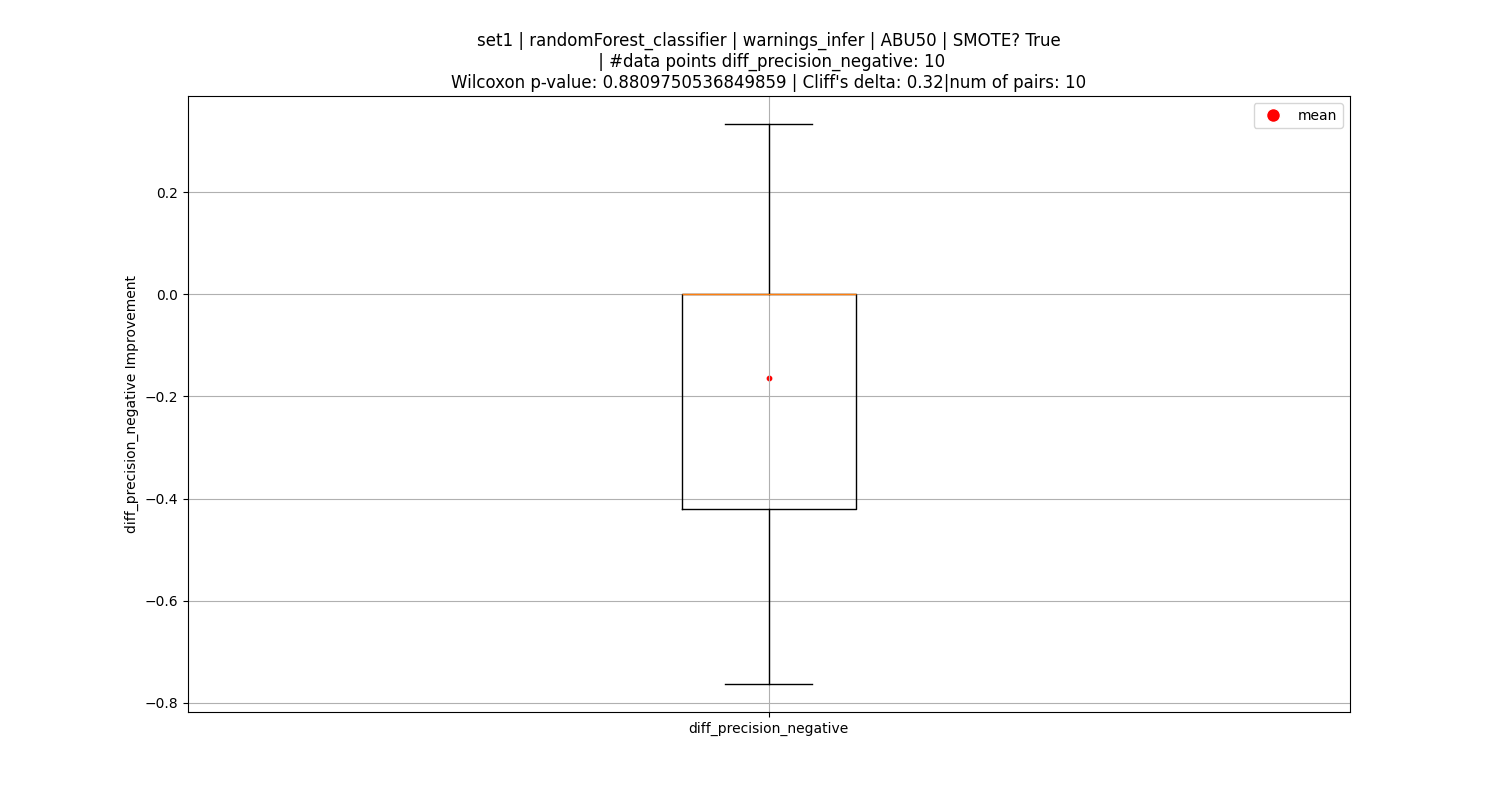 set1 | randomForest_classifier | warnings_infer | ABU50 | SMOTE? True
| #data points diff_precision_negative: 10
Wilcoxon p-value: 0.8809750536849859 | Cliff's delta: 0.32|num of pairs: 10
mean
0.2
0.0
−0.2
−0.4
−0.6
−0.8
diff_precision_negative Improvement
diff_precision_negative